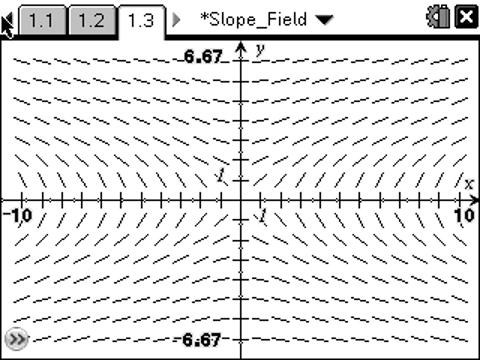 1.1 1.2 1.3 *Slope_Field
6.67 y
1
x
-10 1 10
-6.67